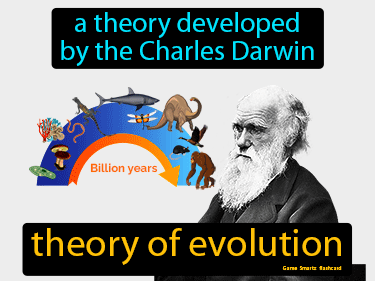 a theory developed
by the Charles Darwin
Billion years
theory of evolution
Game Smartz flashcard